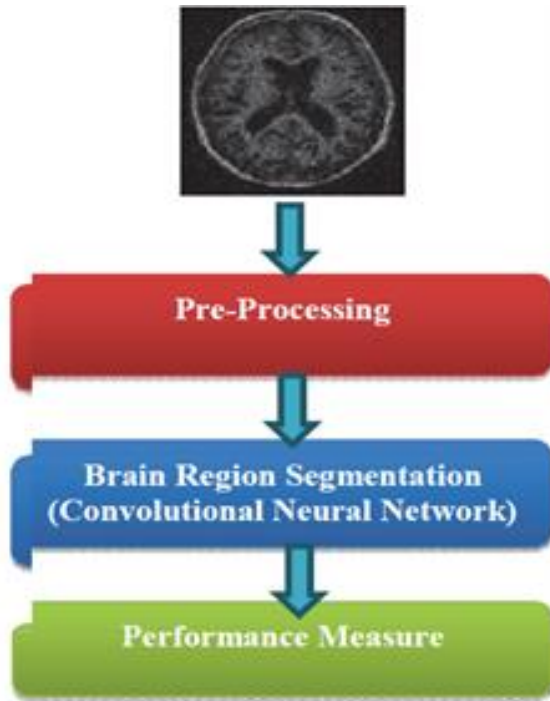 Pre-Processing
Brain Region Segmentation
(Convolutional Neural Network)
Performance Measure